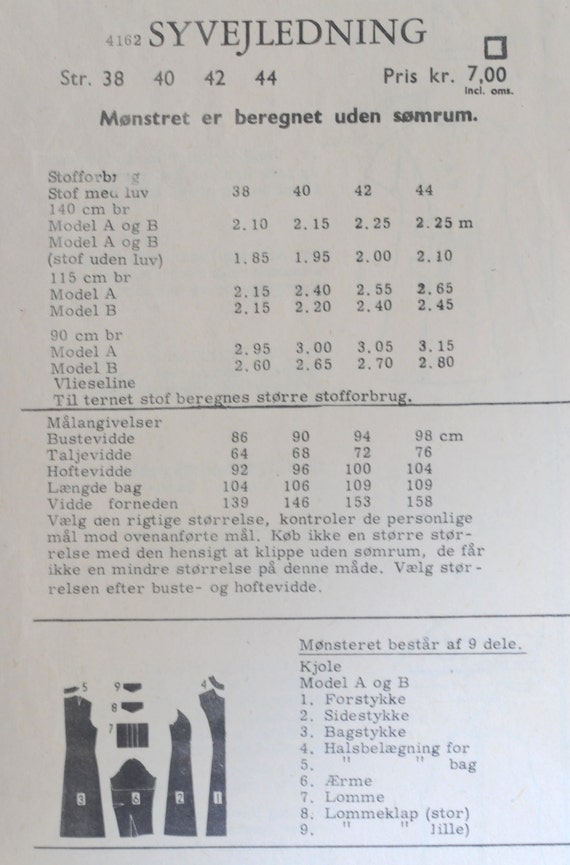 4162 SYVEJLEDNING
Str. 38 40 42 44 Pris kr. 7,00
incl. oms.
Mønstret er beregnet uden sømrum.
Stof med luv 38 40 42 44
140 cm br
Model A og B 2.10 2.15 2.25 2.25 m
Model A og B
(stof uden luv) 1.85 1.95 2.00 2.10
115 cm br
Model A 2.15 2.40 2.55 2.65
Model B 2.15 2.20 2.40 2.45
90 cm br
Model A 2.95 3.00 3.05 3.15
Model B 2.60 2.65 2.70 2.80
Vlieseline
Til ternet stof beregnes større stofforbrug.
Målangivelser
Bustevidde 86 90 94 98 cm
Taljevidde 64 68 72 76
Hoftevidde 92 96 100 104
Længde bag 104 106 109 109
Vidde forneden 139 146 153 158
Vælg den rigtige størrelse, kontroler de personlige
mål mod ovenanførte mål. Køb ikke en større stør-
relse med den hensigt at klippe uden sømrum, de får
ikke en mindre størrelse på denne måde. Vælg stør-
relsen efter buste- og hoftevidde.
Mønsteret består af 9 dele.
Kjole
Model A og B
1. Forstykke
2. Sidestykke
3. Bagstykke
4. Halsbelægning for
5. " " bag
6. Ærme
7. Lomme
8. Lommeklap (stor)
9. " " lille)
5 9 4
8
7
3 6 2 1